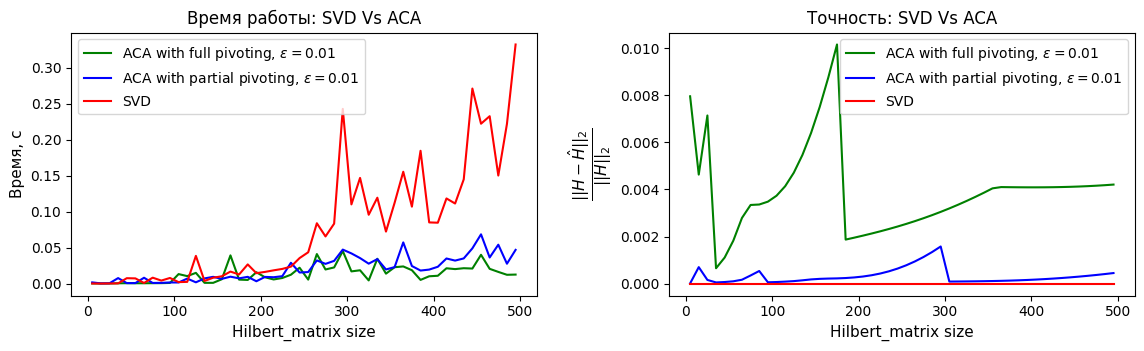 Время работы: SVD Vs ACA
ACA with full pivoting, ε = 0.01
ACA with partial pivoting, ε = 0.01
SVD
Время, с
0.30
0.25
0.20
0.15
0.10
0.05
0.00
0
100
200
300
400
500
Hilbert_matrix size
Точность: SVD Vs ACA
ACA with full pivoting, ε = 0.01
ACA with partial pivoting, ε = 0.01
SVD
||H − Ĥ||₂
||H||₂
0.010
0.008
0.006
0.004
0.002
0.000
0
100
200
300
400
500
Hilbert_matrix size